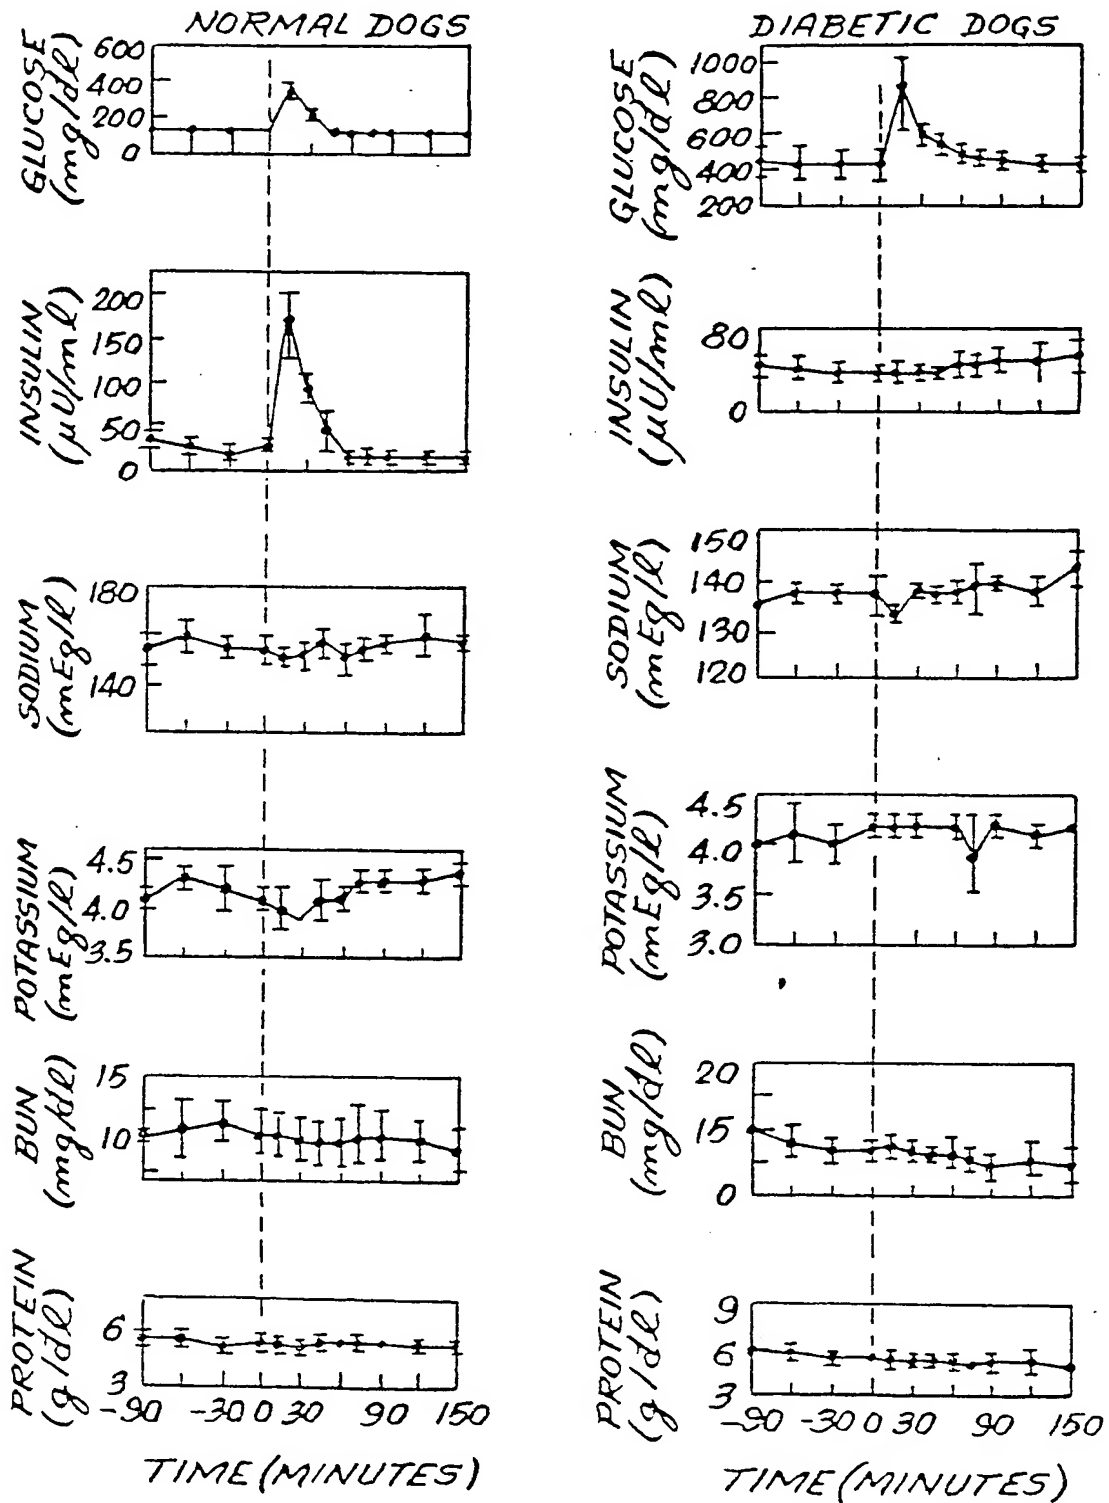 NORMAL DOGS
GLUCOSE
(mg/dl)
600
400
200
0
INSULIN
(μU/ml)
200
150
100
50
0
SODIUM
(mEg/l)
180
140
POTASSIUM
(mEg/l)
4.5
4.0
3.5
BUN
(mg/dl)
15
10
PROTEIN
(g/dl)
6
3
-90 -30 0 30 90 150
TIME (MINUTES)
DIABETIC DOGS
GLUCOSE
(mg/dl)
1000
800
600
400
200
INSULIN
(μU/ml)
80
0
SODIUM
(mEg/l)
150
140
130
120
POTASSIUM
(mEg/l)
4.5
4.0
3.5
3.0
BUN
(mg/dl)
20
15
0
PROTEIN
(g/dl)
9
6
3
-90 -30 0 30 90 150
TIME (MINUTES)